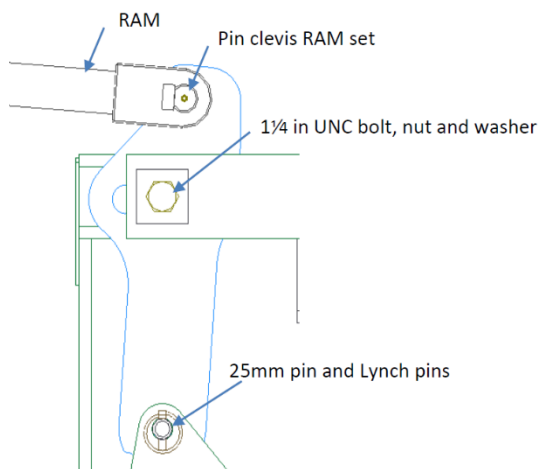 RAM
Pin clevis RAM set
1¼ in UNC bolt, nut and washer
25mm pin and Lynch pins